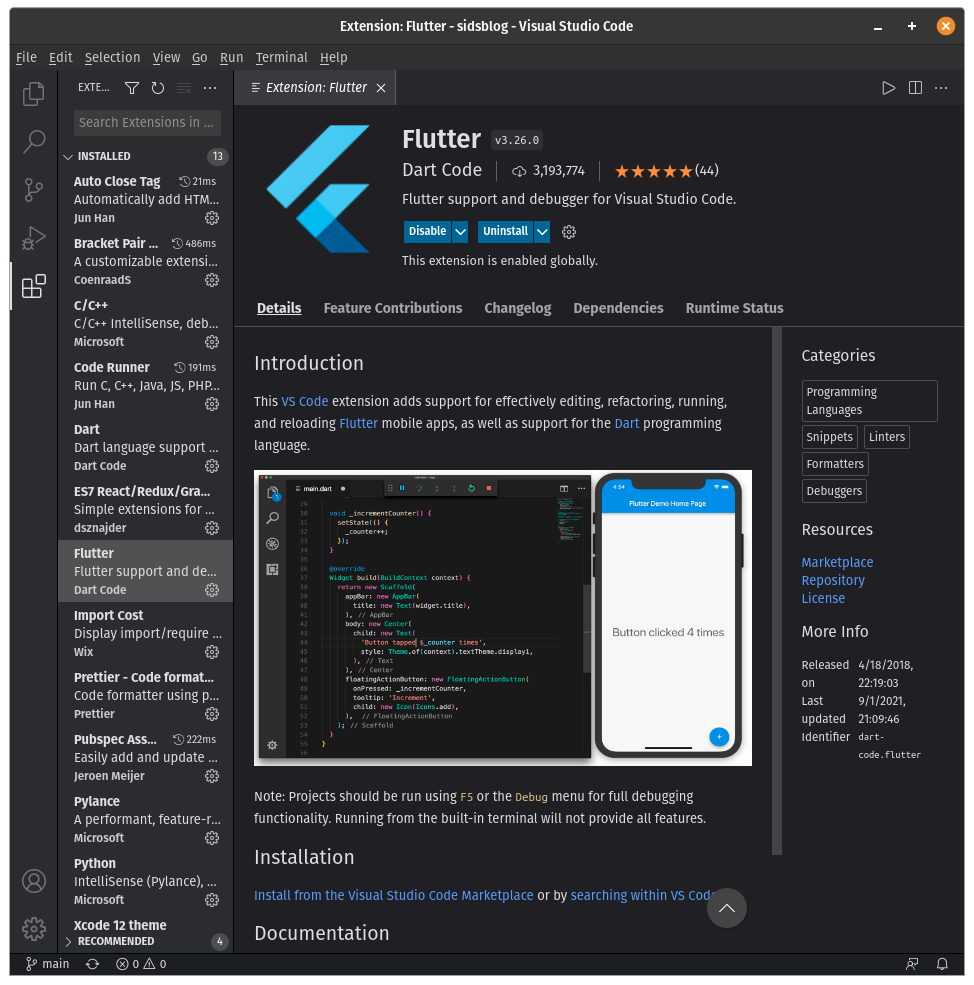 Extension: Flutter - sidsblog - Visual Studio Code
File Edit Selection View Go Run Terminal Help
EXTE...
Search Extensions in ...
INSTALLED 13
Auto Close Tag 21ms
Automatically add HTM...
Jun Han
Bracket Pair ... 486ms
A customizable extensi...
CoenraadS
C/C++
C/C++ IntelliSense, deb...
Microsoft
Code Runner 191ms
Run C, C++, Java, JS, PHP...
Jun Han
Dart
Dart language support ...
Dart Code
ES7 React/Redux/Gra...
Simple extensions for ...
dsznajder
Flutter
Flutter support and de...
Dart Code
Import Cost
Display import/require ...
Wix
Prettier - Code format...
Code formatter using p...
Prettier
Pubspec Ass... 222ms
Easily add and update ...
Jeroen Meijer
Pylance
A performant, feature-r...
Microsoft
Python
IntelliSense (Pylance), ...
Microsoft
Xcode 12 theme
RECOMMENDED 4
Extension: Flutter
Flutter v3.26.0
Dart Code 3,193,774 (44)
Flutter support and debugger for Visual Studio Code.
Disable Uninstall
This extension is enabled globally.
Details Feature Contributions Changelog Dependencies Runtime Status
Introduction
This VS Code extension adds support for effectively editing, refactoring, running,
and reloading Flutter mobile apps, as well as support for the Dart programming
language.
main.dart
29
30 void _incrementCounter() {
31 setState(() {
32 _counter++;
33 });
34 }
35
36 @override
37 Widget build(BuildContext context) {
38 return new Scaffold(
39 appBar: new AppBar(
40 title: new Text(widget.title),
41 ), // AppBar
42 body: new Center(
43 child: new Text(
44 'Button tapped $_counter times',
45 style: Theme.of(context).textTheme.display1,
46 ), // Text
47 ), // Center
48 floatingActionButton: new FloatingActionButton(
49 onPressed: _incrementCounter,
50 tooltip: 'Increment',
51 child: new Icon(Icons.add),
52 ), // FloatingActionButton
53 ); // Scaffold
54 }
55 }
56
4:34
Flutter Demo Home Page
Button clicked 4 times
+
Note: Projects should be run using F5 or the Debug menu for full debugging
functionality. Running from the built-in terminal will not provide all features.
Installation
Install from the Visual Studio Code Marketplace or by searching within VS Code
Documentation
Categories
Programming
Languages
Snippets Linters
Formatters
Debuggers
Resources
Marketplace
Repository
License
More Info
Released 4/18/2018,
on 22:19:03
Last 9/1/2021,
updated 21:09:46
Identifier dart-
code.flutter
main 0 0